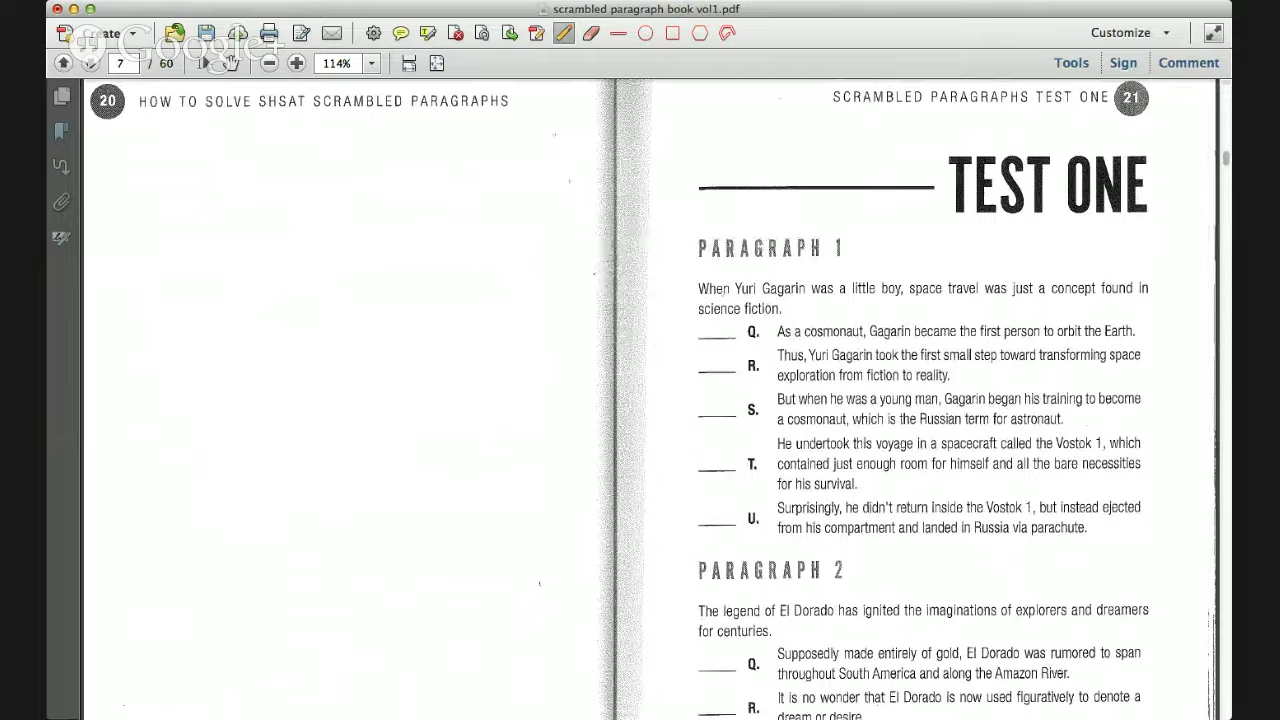 scrambled paragraph book vol1.pdf
Create
Google+
Customize
7 / 60
114%
Tools
Sign
Comment
20 HOW TO SOLVE SHSAT SCRAMBLED PARAGRAPHS
SCRAMBLED PARAGRAPHS TEST ONE 21
TEST ONE
PARAGRAPH 1
When Yuri Gagarin was a little boy, space travel was just a concept found in
science fiction.
Q. As a cosmonaut, Gagarin became the first person to orbit the Earth.
R. Thus, Yuri Gagarin took the first small step toward transforming space
exploration from fiction to reality.
S. But when he was a young man, Gagarin began his training to become
a cosmonaut, which is the Russian term for astronaut.
T. He undertook this voyage in a spacecraft called the Vostok 1, which
contained just enough room for himself and all the bare necessities
for his survival.
U. Surprisingly, he didn't return inside the Vostok 1, but instead ejected
from his compartment and landed in Russia via parachute.
PARAGRAPH 2
The legend of El Dorado has ignited the imaginations of explorers and dreamers
for centuries.
Q. Supposedly made entirely of gold, El Dorado was rumored to span
throughout South America and along the Amazon River.
R. It is no wonder that El Dorado is now used figuratively to denote a
dream or desire